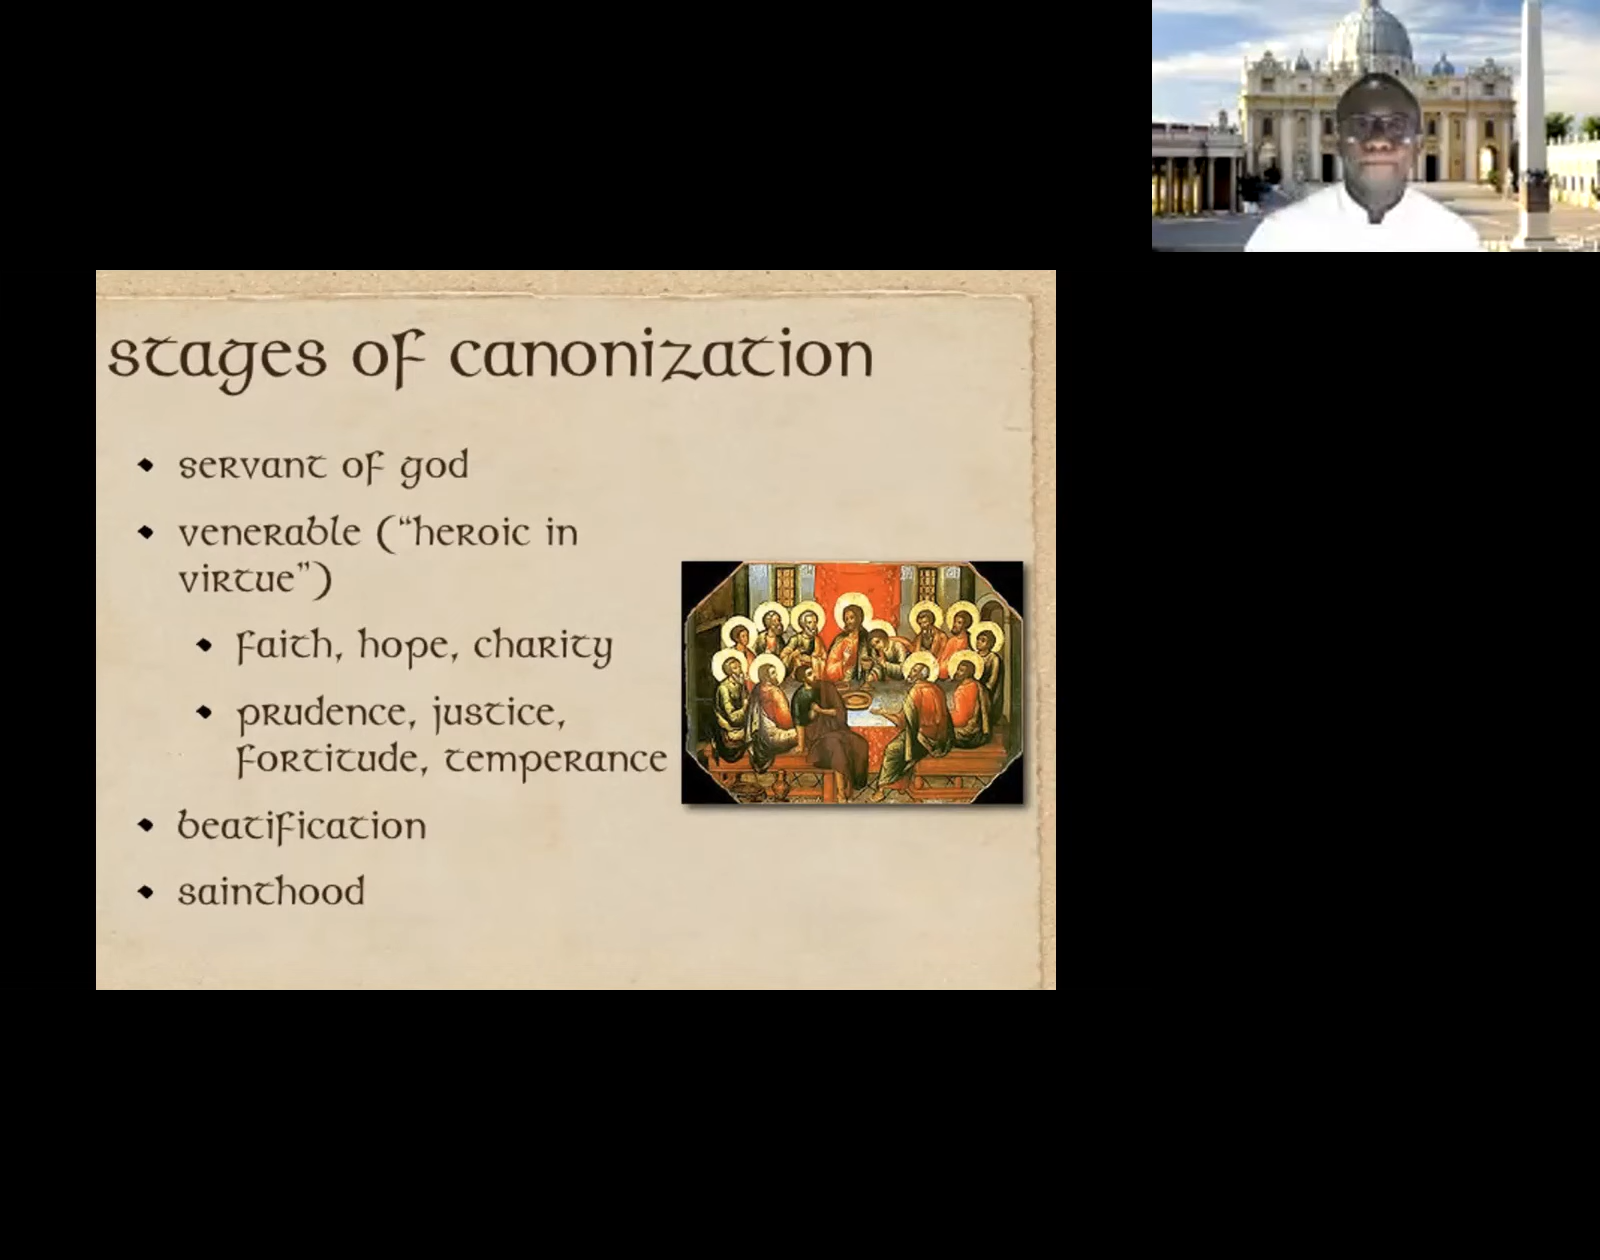 stages of canonization
servant of god
venerable (“heroic in
virtue”)
faith, hope, charity
prudence, justice,
fortitude, temperance
beatification
sainthood